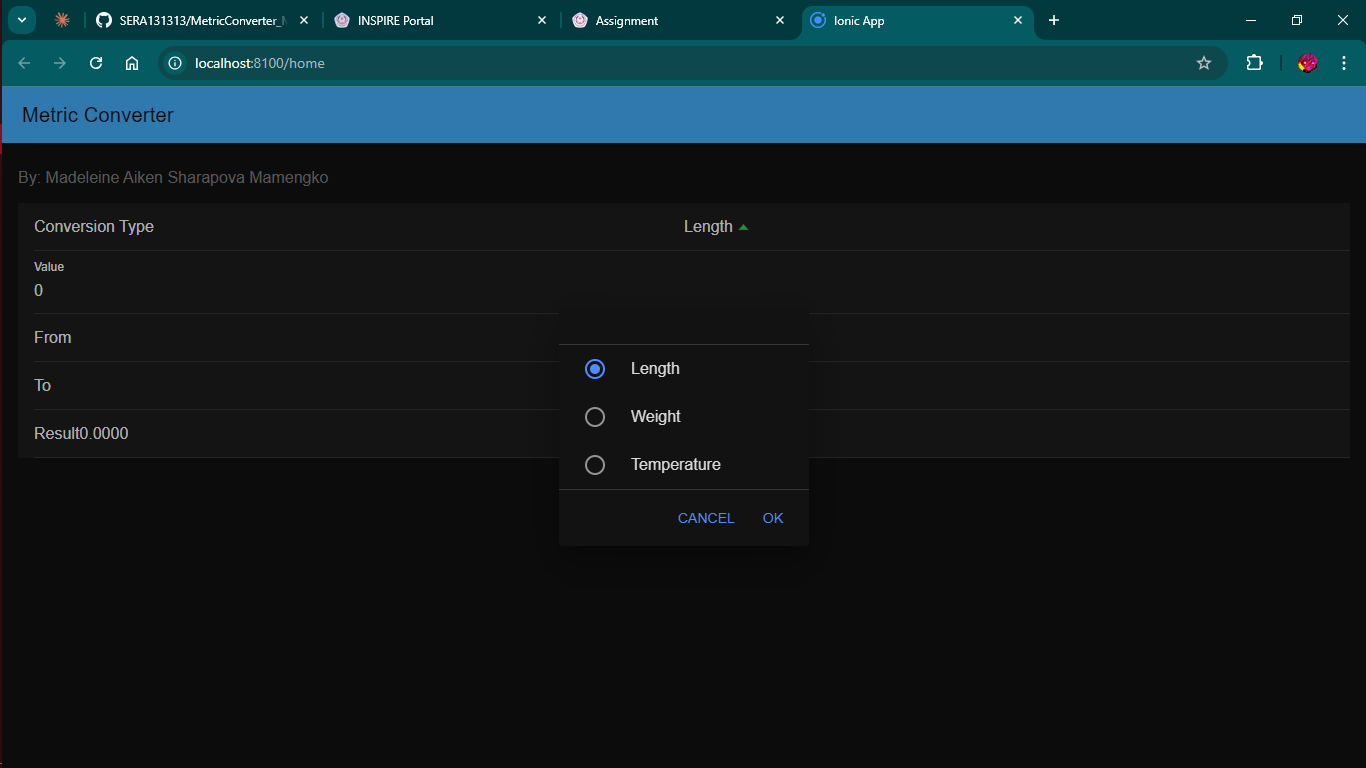 SERA131313/MetricConverter_
INSPIRE Portal
Assignment
Ionic App
localhost:8100/home
Metric Converter
By: Madeleine Aiken Sharapova Mamengko
Conversion Type
Length
Value
0
From
To
Result0.0000
Length
Weight
Temperature
CANCEL
OK